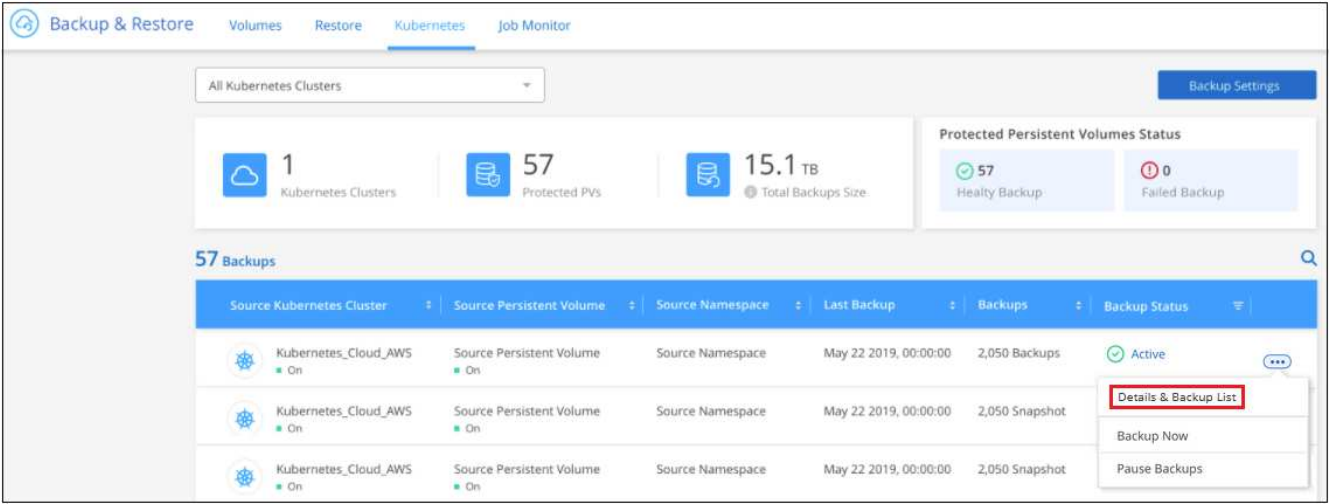 Backup & Restore Volumes Restore Kubernetes Job Monitor
All Kubernetes Clusters Backup Settings
Protected Persistent Volumes Status
1 57 15.1 TB 57 0
Kubernetes Clusters Protected PVs Total Backups Size Healty Backup Failed Backup
57 Backups
Source Kubernetes Cluster Source Persistent Volume Source Namespace Last Backup Backups Backup Status
Kubernetes_Cloud_AWS Source Persistent Volume Source Namespace May 22 2019, 00:00:00 2,050 Backups Active
On On
Details & Backup List
Kubernetes_Cloud_AWS Source Persistent Volume Source Namespace May 22 2019, 00:00:00 2,050 Snapshot
On On
Backup Now
Kubernetes_Cloud_AWS Source Persistent Volume Source Namespace May 22 2019, 00:00:00 2,050 Snapshot Pause Backups
On On